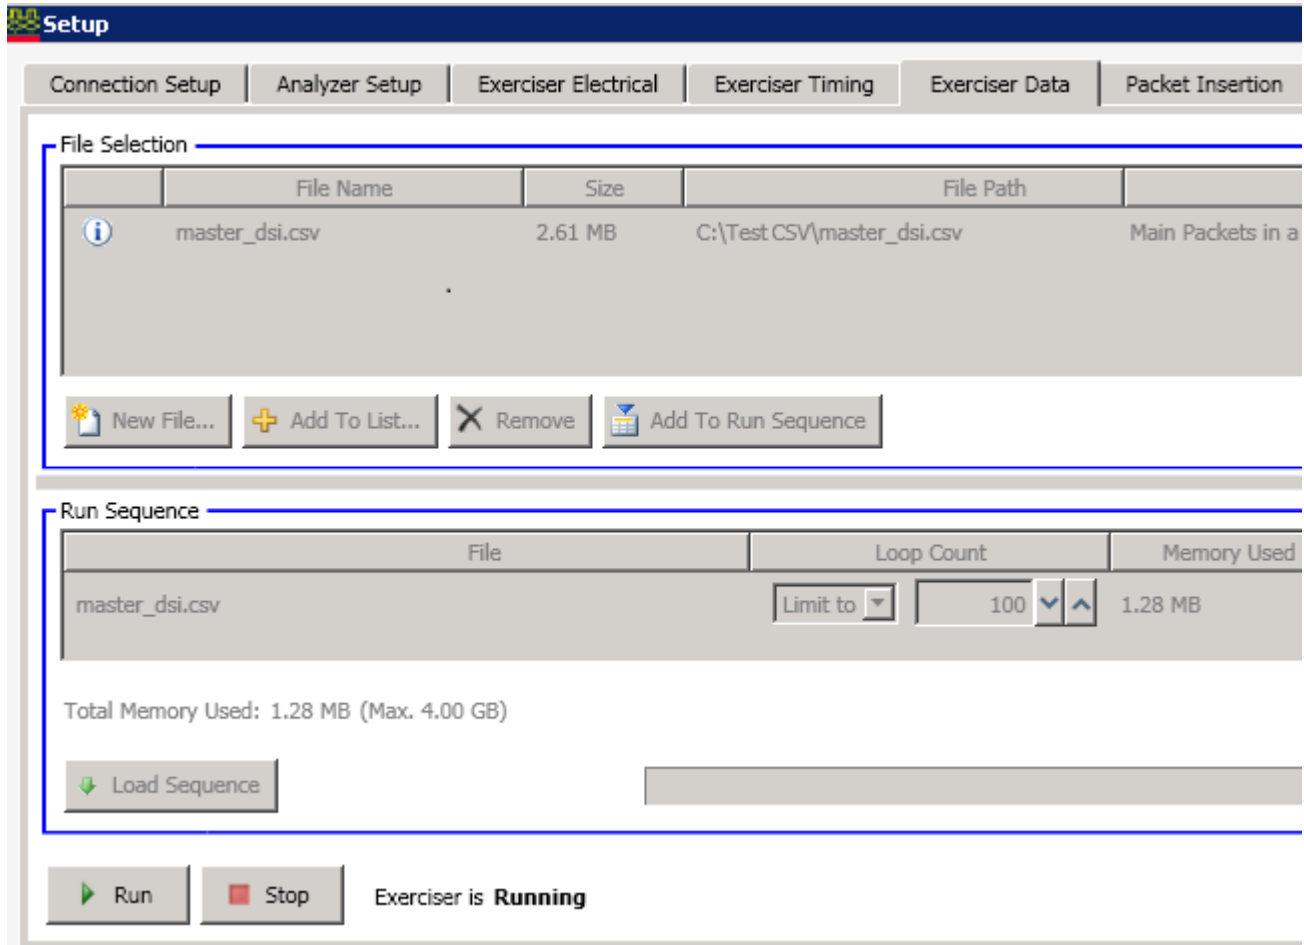 Setup
Connection Setup Analyzer Setup Exerciser Electrical Exerciser Timing Exerciser Data Packet Insertion
File Selection
File Name Size File Path
master_dsi.csv 2.61 MB C:\Test CSV\master_dsi.csv Main Packets in a
New File... Add To List... Remove Add To Run Sequence
Run Sequence
File Loop Count Memory Used
master_dsi.csv Limit to 100 1.28 MB
Total Memory Used: 1.28 MB (Max. 4.00 GB)
Load Sequence
Run Stop Exerciser is Running